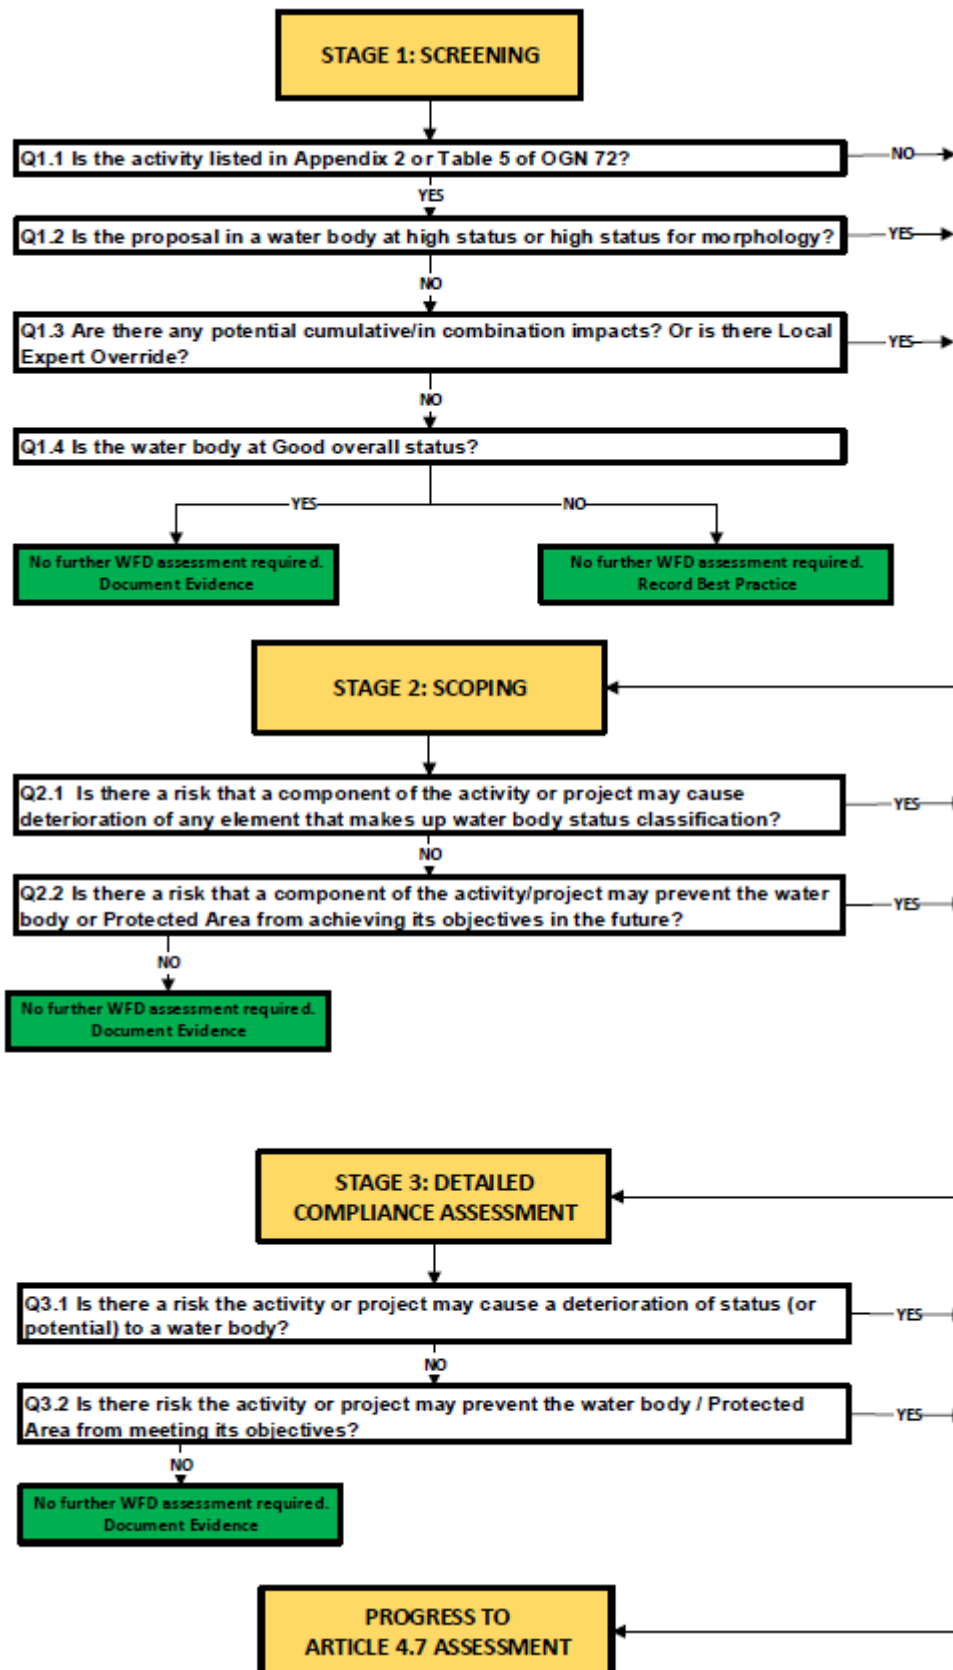 STAGE 1: SCREENING
Q1.1 Is the activity listed in Appendix 2 or Table 5 of OGN 72?
NO
YES
Q1.2 Is the proposal in a water body at high status or high status for morphology?
YES
NO
Q1.3 Are there any potential cumulative/in combination impacts? Or is there Local
Expert Override?
YES
NO
Q1.4 Is the water body at Good overall status?
YES
NO
No further WFD assessment required.
Document Evidence
No further WFD assessment required.
Record Best Practice
STAGE 2: SCOPING
Q2.1 Is there a risk that a component of the activity or project may cause
deterioration of any element that makes up water body status classification?
YES
NO
Q2.2 Is there a risk that a component of the activity/project may prevent the water
body or Protected Area from achieving its objectives in the future?
YES
NO
No further WFD assessment required.
Document Evidence
STAGE 3: DETAILED
COMPLIANCE ASSESSMENT
Q3.1 Is there a risk the activity or project may cause a deterioration of status (or
potential) to a water body?
YES
NO
Q3.2 Is there risk the activity or project may prevent the water body / Protected
Area from meeting its objectives?
YES
NO
No further WFD assessment required.
Document Evidence
PROGRESS TO
ARTICLE 4.7 ASSESSMENT